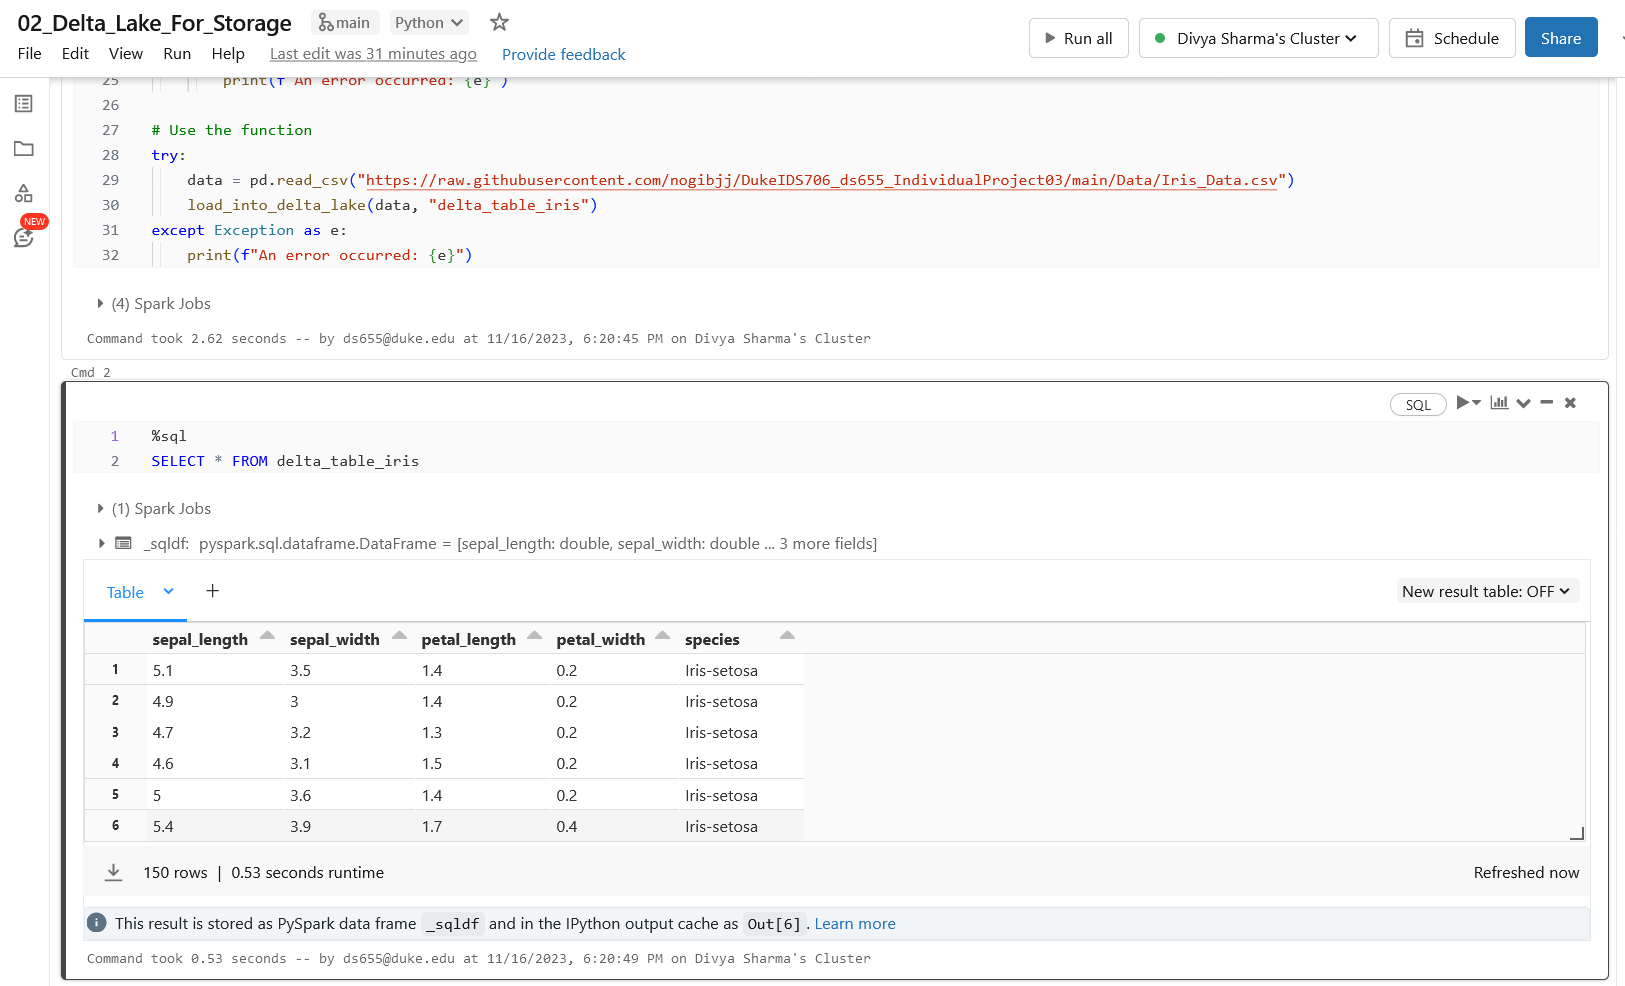 02_Delta_Lake_For_Storage main Python
File Edit View Run Help Last edit was 31 minutes ago Provide feedback
Run all Divya Sharma's Cluster Schedule Share
25 print(f"An error occurred: {e}")
26
27 # Use the function
28 try:
29 data = pd.read_csv("https://raw.githubusercontent.com/nogibjj/DukeIDS706_ds655_IndividualProject03/main/Data/Iris_Data.csv")
30 load_into_delta_lake(data, "delta_table_iris")
31 except Exception as e:
32 print(f"An error occurred: {e}")
NEW
(4) Spark Jobs
Command took 2.62 seconds -- by ds655@duke.edu at 11/16/2023, 6:20:45 PM on Divya Sharma's Cluster
Cmd 2
SQL
1 %sql
2 SELECT * FROM delta_table_iris
(1) Spark Jobs
_sqldf: pyspark.sql.dataframe.DataFrame = [sepal_length: double, sepal_width: double ... 3 more fields]
Table + New result table: OFF
sepal_length sepal_width petal_length petal_width species
1 5.1 3.5 1.4 0.2 Iris-setosa
2 4.9 3 1.4 0.2 Iris-setosa
3 4.7 3.2 1.3 0.2 Iris-setosa
4 4.6 3.1 1.5 0.2 Iris-setosa
5 5 3.6 1.4 0.2 Iris-setosa
6 5.4 3.9 1.7 0.4 Iris-setosa
150 rows | 0.53 seconds runtime Refreshed now
This result is stored as PySpark data frame _sqldf and in the IPython output cache as Out[6] . Learn more
Command took 0.53 seconds -- by ds655@duke.edu at 11/16/2023, 6:20:49 PM on Divya Sharma's Cluster